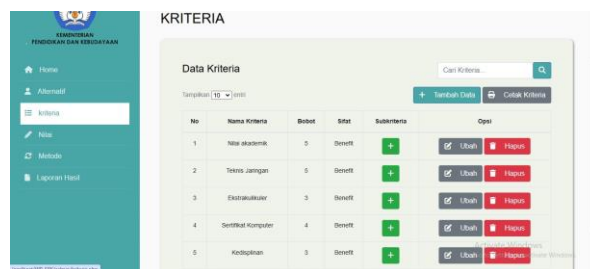 KEMENTERIAN
PENDIDIKAN DAN KEBUDAYAAN
Home
Alternatif
kriteria
Nilai
Metode
Laporan Hasil
KRITERIA
Data Kriteria
Cari Kriteria...
Tampilkan 10 entri
+ Tambah Data
Cetak Kriteria
No Nama Kriteria Bobot Sifat Subkriteria Opsi
1 Nilai akademik 5 Benefit + Ubah Hapus
2 Teknis Jaringan 5 Benefit + Ubah Hapus
3 Ekstrakulikuler 3 Benefit + Ubah Hapus
4 Sertifikat Komputer 4 Benefit + Ubah Hapus
5 Kedisplinan 3 Benefit + Ubah Hapus
Activate Windows